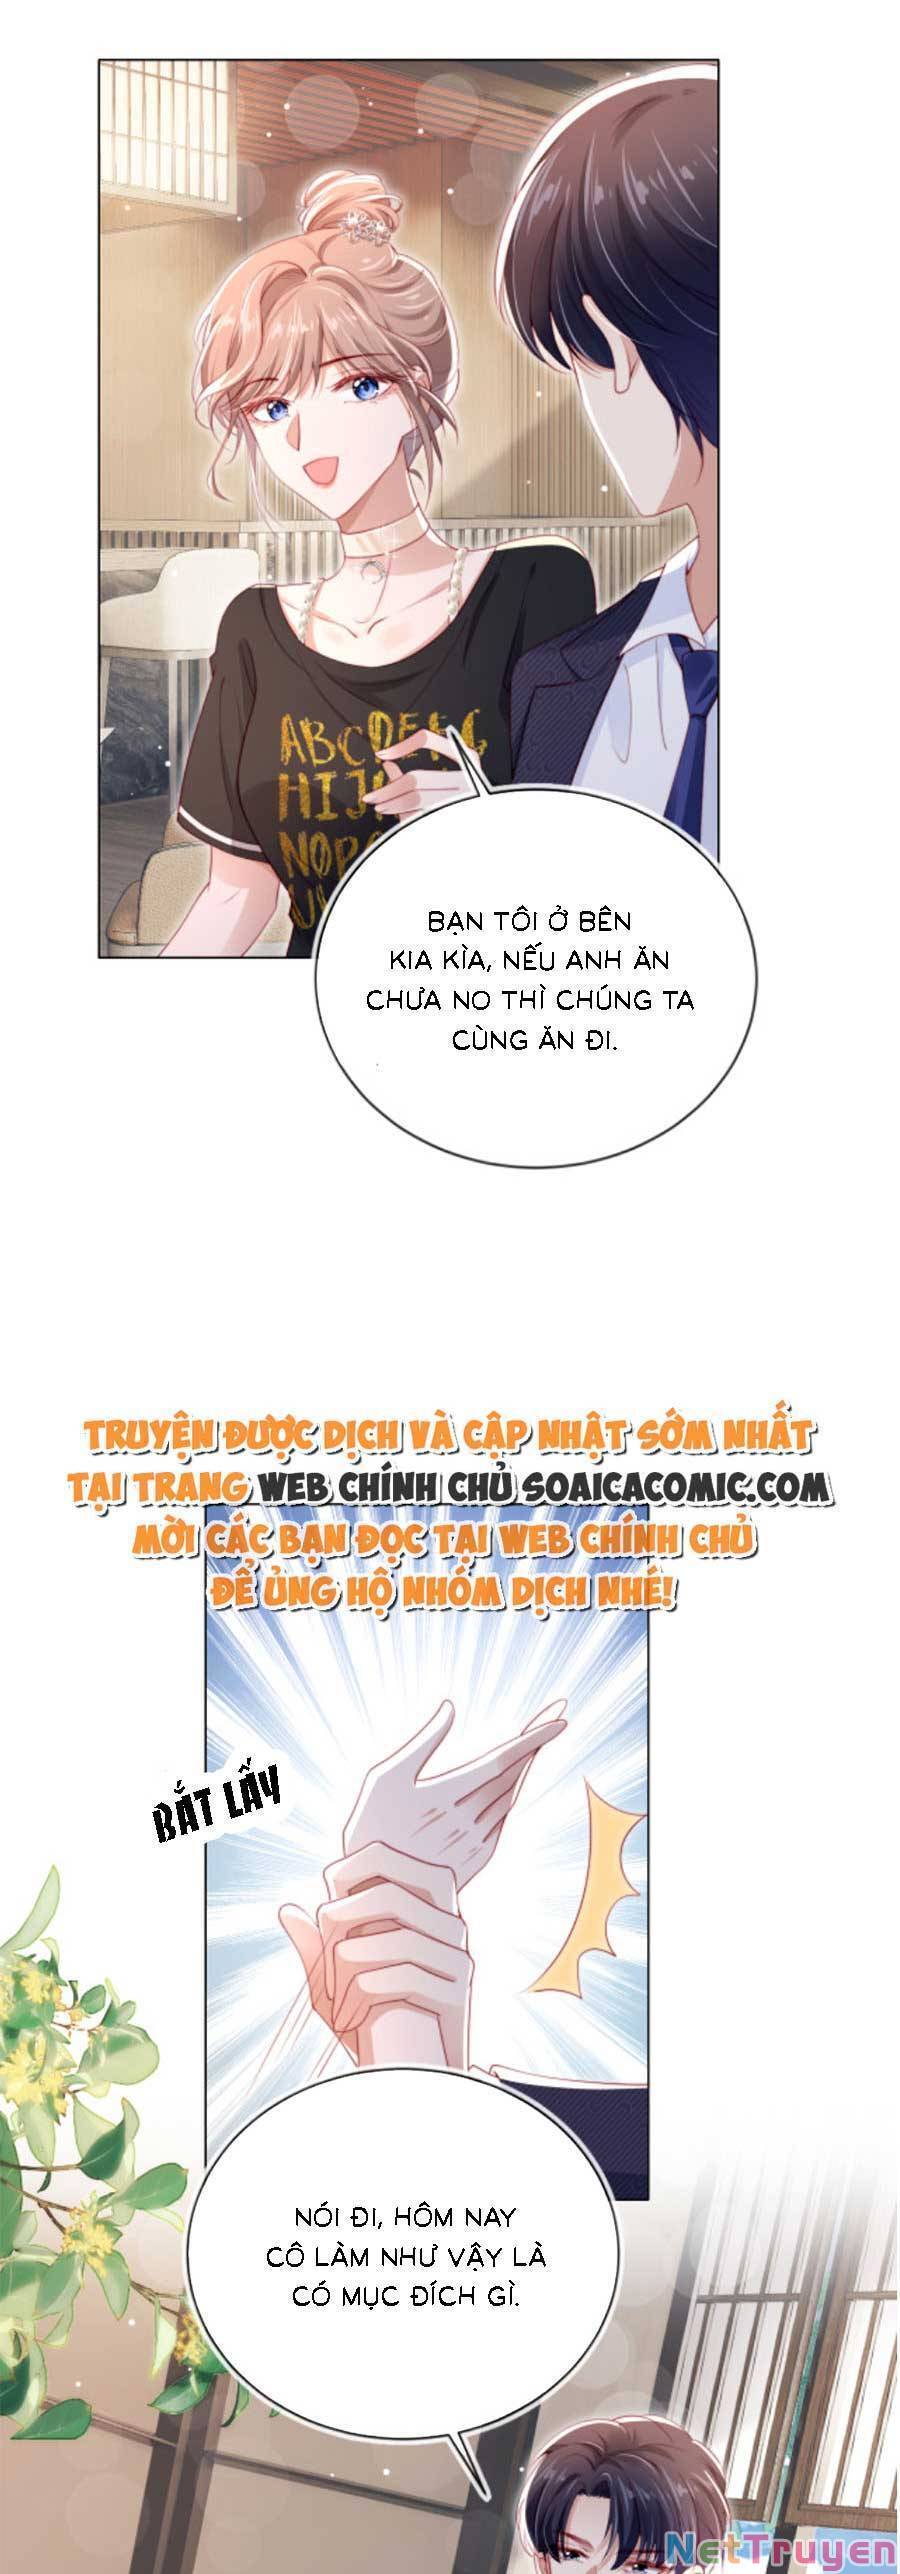 ABCDEFG
HIJ
NOP
BẠN TÔI Ở BÊN
KIA KÌA, NẾU ANH ĂN
CHƯA NO THÌ CHÚNG TA
CÙNG ĂN ĐI.
TRUYỆN ĐƯỢC DỊCH VÀ CẬP NHẬT SỚM NHẤT
TẠI TRANG WEB CHÍNH CHỦ SOAICACOMIC.COM
MỜI CÁC BẠN ĐỌC TẠI WEB CHÍNH CHỦ
ĐỂ ỦNG HỘ NHÓM DỊCH NHÉ!
BẮT LẤY
NÓI ĐI, HÔM NAY
CÔ LÀM NHƯ VẬY LÀ
CÓ MỤC ĐÍCH GÌ.
NetTruyen